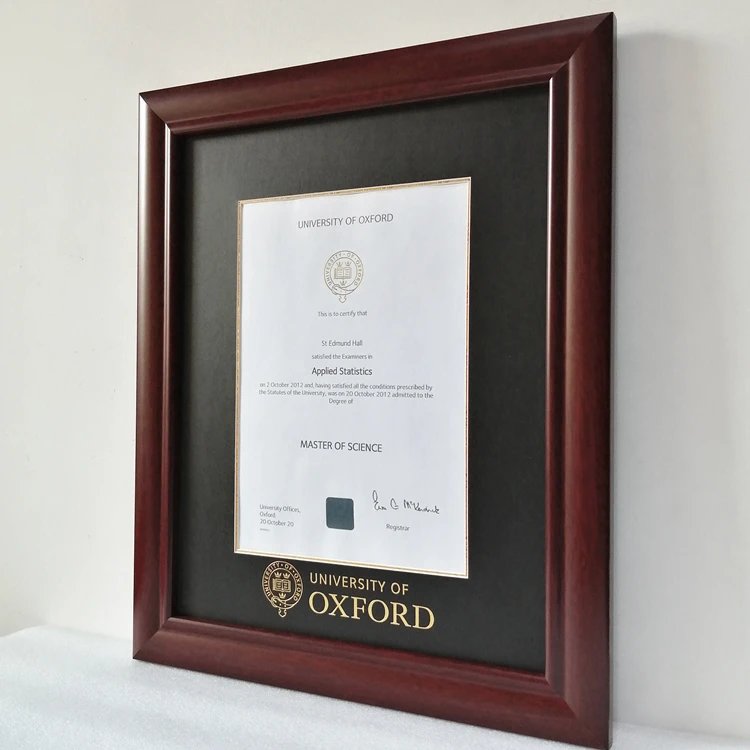 UNIVERSITY OF OXFORD
This is to certify that
St Edmund Hall
satisfied the Examiners in
Applied Statistics
on 2 October 2012 and, having satisfied all the conditions prescribed by
the Statutes of the University, was on 20 October 2012 admitted to the
Degree of
MASTER OF SCIENCE
University Offices,
Oxford.
20 October 20
Registrar
UNIVERSITY OF
OXFORD